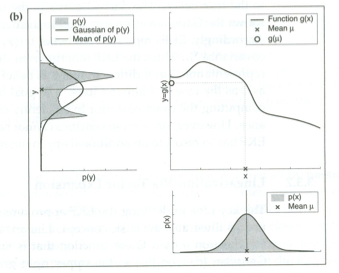 (b)
p(y)
Gaussian of p(y)
Mean of p(y)
y
p(y)
Function g(x)
Mean μ
g(μ)
y=g(x)
x
p(x)
Mean μ
p(x)
x